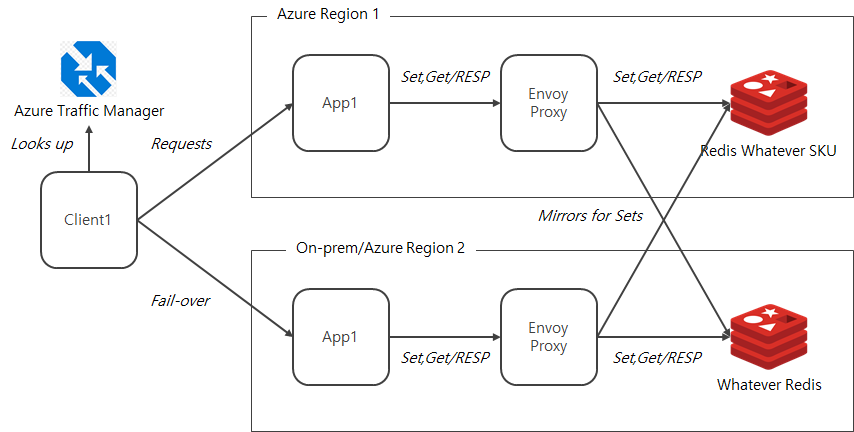 Azure Region 1
Azure Traffic Manager
Looks up
Client1
Requests
App1
Set,Get/RESP
Envoy
Proxy
Set,Get/RESP
Redis Whatever SKU
Mirrors for Sets
On-prem/Azure Region 2
Fail-over
App1
Set,Get/RESP
Envoy
Proxy
Set,Get/RESP
Whatever Redis